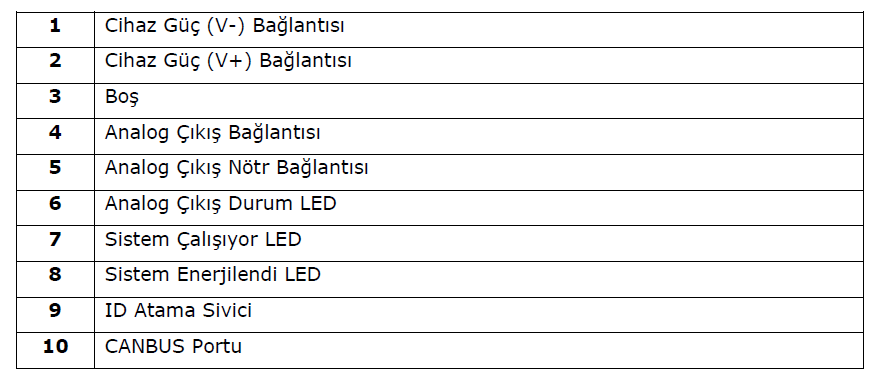 1 Cihaz Güç (V-) Bağlantısı
2 Cihaz Güç (V+) Bağlantısı
3 Boş
4 Analog Çıkış Bağlantısı
5 Analog Çıkış Nötr Bağlantısı
6 Analog Çıkış Durum LED
7 Sistem Çalışıyor LED
8 Sistem Enerjilendi LED
9 ID Atama Sivici
10 CANBUS Portu